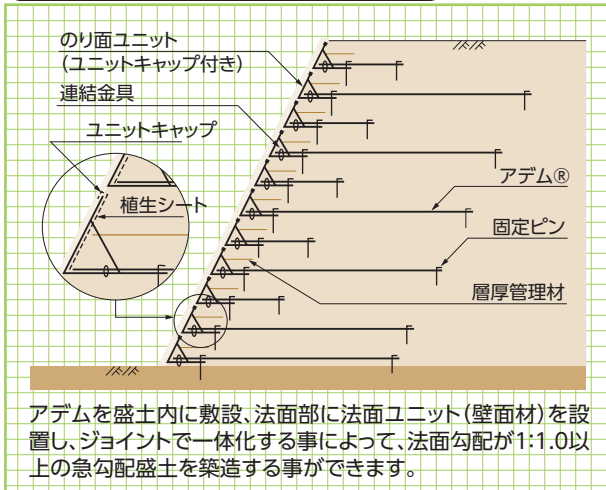 のり面ユニット
(ユニットキャップ付き)
連結金具
ユニットキャップ
植生シート
アデム®
固定ピン
層厚管理材
アデムを盛土内に敷設、法面部に法面ユニット(壁面材)を設
置し、ジョイントで一体化する事によって、法面勾配が1:1.0以
上の急勾配盛土を築造する事ができます。